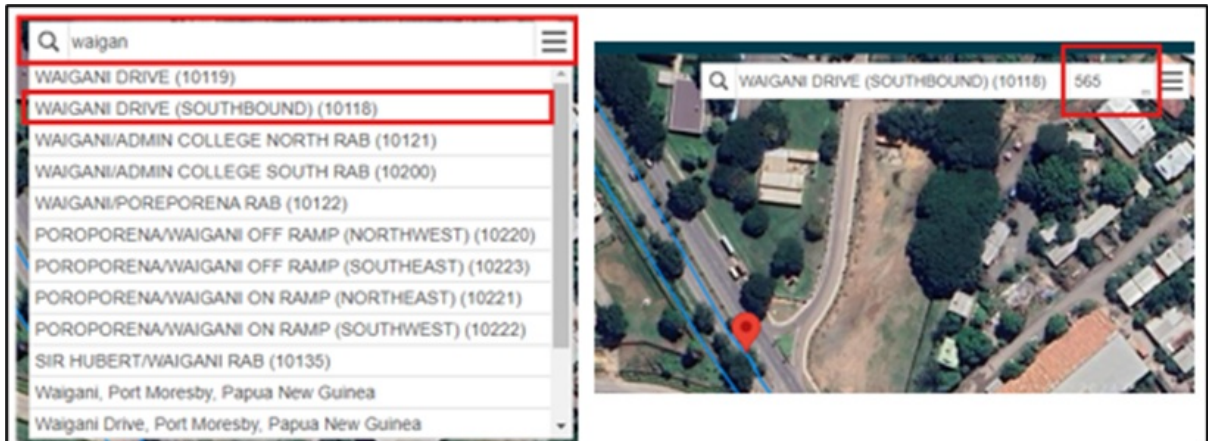 waigan
WAIGANI DRIVE (10119)
WAIGANI DRIVE (SOUTHBOUND) (10118)
WAIGANI/ADMIN COLLEGE NORTH RAB (10121)
WAIGANI/ADMIN COLLEGE SOUTH RAB (10200)
WAIGANI/POREPORENA RAB (10122)
POROPORENA/WAIGANI OFF RAMP (NORTHWEST) (10220)
POROPORENA/WAIGANI OFF RAMP (SOUTHEAST) (10223)
POROPORENA/WAIGANI ON RAMP (NORTHEAST) (10221)
POROPORENA/WAIGANI ON RAMP (SOUTHWEST) (10222)
SIR HUBERT/WAIGANI RAB (10135)
Waigani, Port Moresby, Papua New Guinea
Waigani Drive, Port Moresby, Papua New Guinea
WAIGANI DRIVE (SOUTHBOUND) (10118) 565